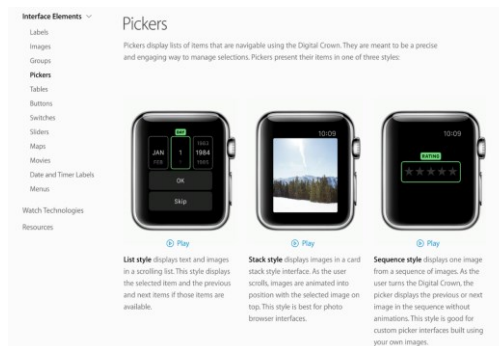 Interface Elements
Labels
Images
Groups
Pickers
Tables
Buttons
Switches
Sliders
Maps
Movies
Date and Timer Labels
Menus
Watch Technologies
Resources
Pickers
Pickers display lists of items that are navigable using the Digital Crown. They are meant to be a precise
and engaging way to manage selections. Pickers present their items in one of three styles:
DAY
JAN 1 1984
FEB
OK
Skip
Play
List style displays text and images
in a scrolling list. This style displays
the selected item and the previous
and next items if those items are
available.
10:09
Play
Stack style displays images in a card
stack style interface. As the user
scrolls, images are animated into
position with the selected image on
top. This style is best for photo
browser interfaces.
10:09
RATING
Play
Sequence style displays one image
from a sequence of images. As the
user turns the Digital Crown, the
picker displays the previous or next
image in the sequence without
animations. This style is good for
custom picker interfaces built using
your own images.